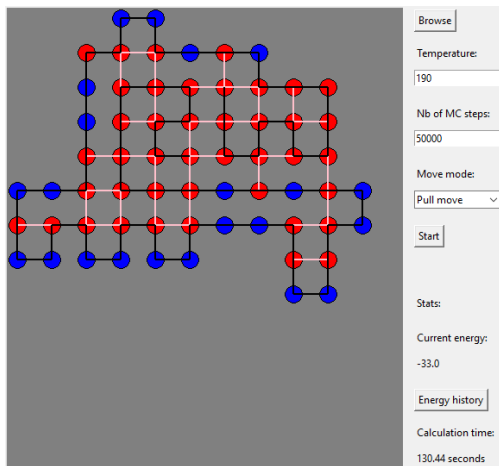 Browse
Temperature:
190
Nb of MC steps:
50000
Move mode:
Pull move
Start
Stats:
Current energy:
-33.0
Energy history
Calculation time:
130.44 seconds